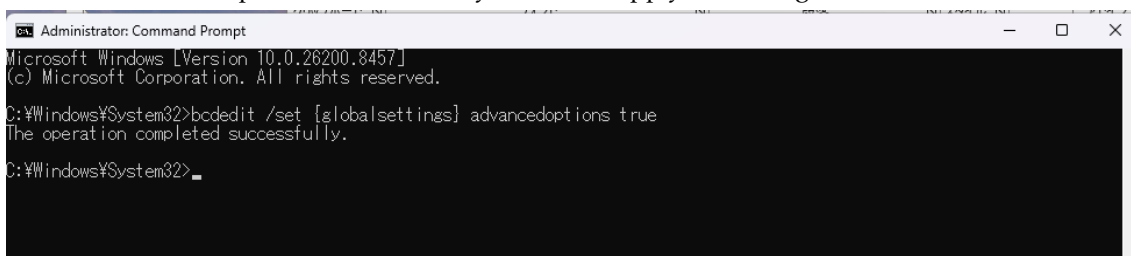 Administrator: Command Prompt
Microsoft Windows [Version 10.0.26200.8457]
(c) Microsoft Corporation. All rights reserved.
C:¥Windows¥System32>bcdedit /set {globalsettings} advancedoptions true
The operation completed successfully.
C:¥Windows¥System32>